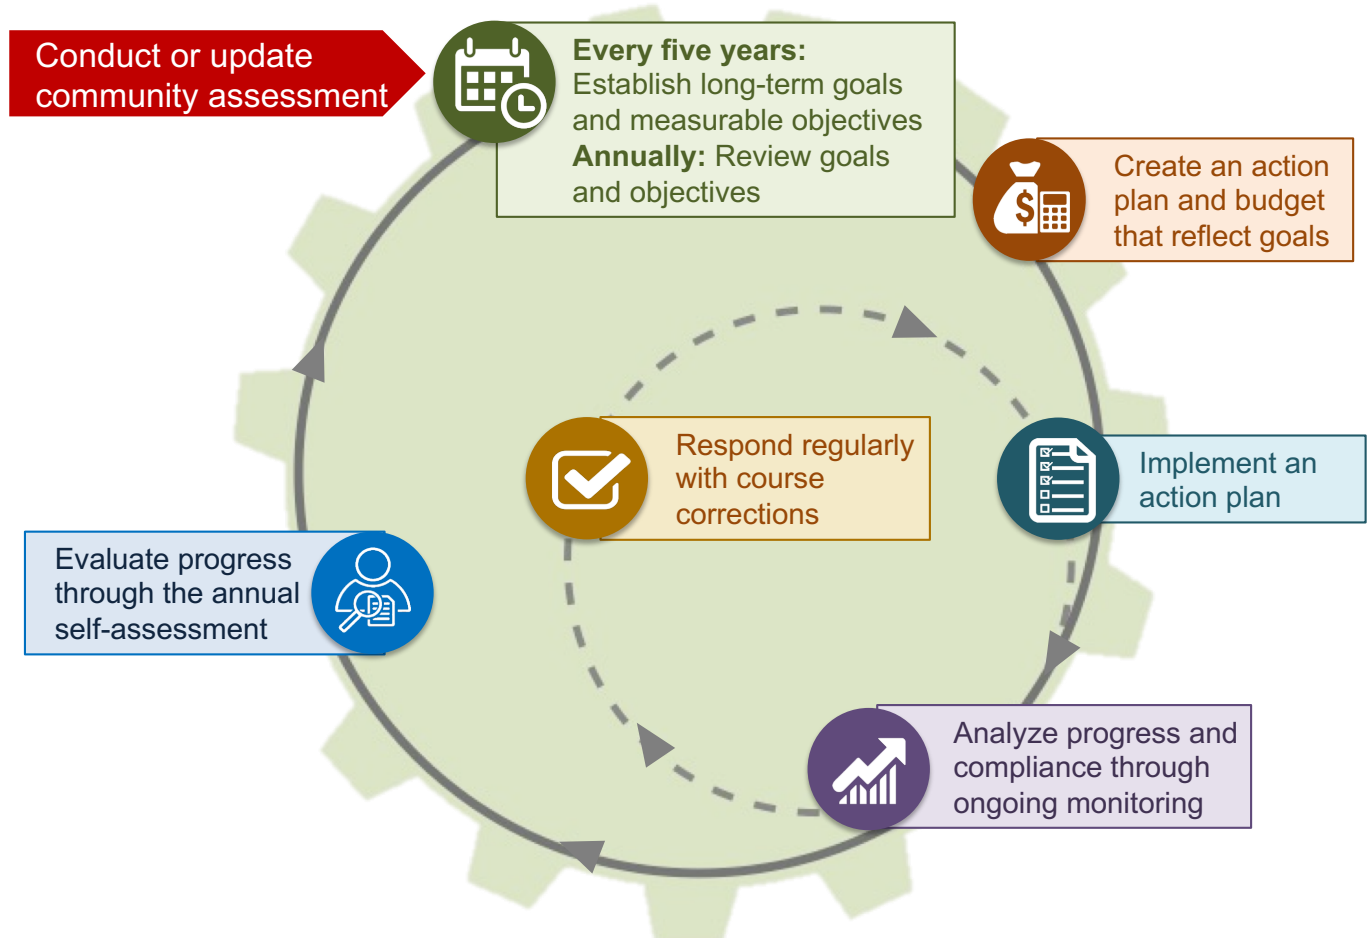 Conduct or update
community assessment
Every five years:
Establish long-term goals
and measurable objectives
Annually: Review goals
and objectives
$
Create an action
plan and budget
that reflect goals
Implement an
action plan
Respond regularly
with course
corrections
Analyze progress and
compliance through
ongoing monitoring
Evaluate progress
through the annual
self-assessment